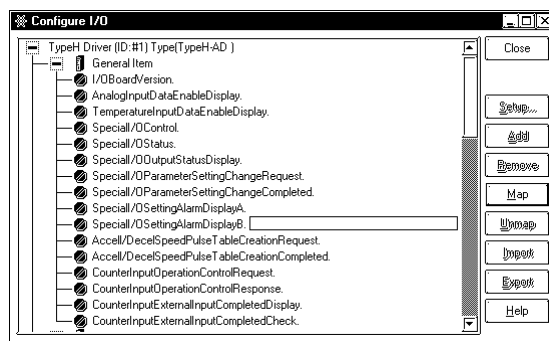 Configure I/O
TypeH Driver (ID:#1) Type(TypeH-AD )
General Item
I/OBoardVersion.
AnalogInputDataEnableDisplay.
TemperatureInputDataEnableDisplay.
SpecialI/OControl.
SpecialI/OStatus.
SpecialI/OOutputStatusDisplay.
SpecialI/OParameterSettingChangeRequest.
SpecialI/OParameterSettingChangeCompleted.
SpecialI/OSettingAlarmDisplayA.
SpecialI/OSettingAlarmDisplayB.
Accell/DecelSpeedPulseTableCreationRequest.
Accell/DecelSpeedPulseTableCreationCompleted.
CounterInputOperationControlRequest.
CounterInputOperationControlResponse.
CounterInputExternalInputCompletedDisplay.
CounterInputExternalInputCompletedCheck.
Close
Setup...
Add
Remove
Map
Unmap
Import
Export
Help